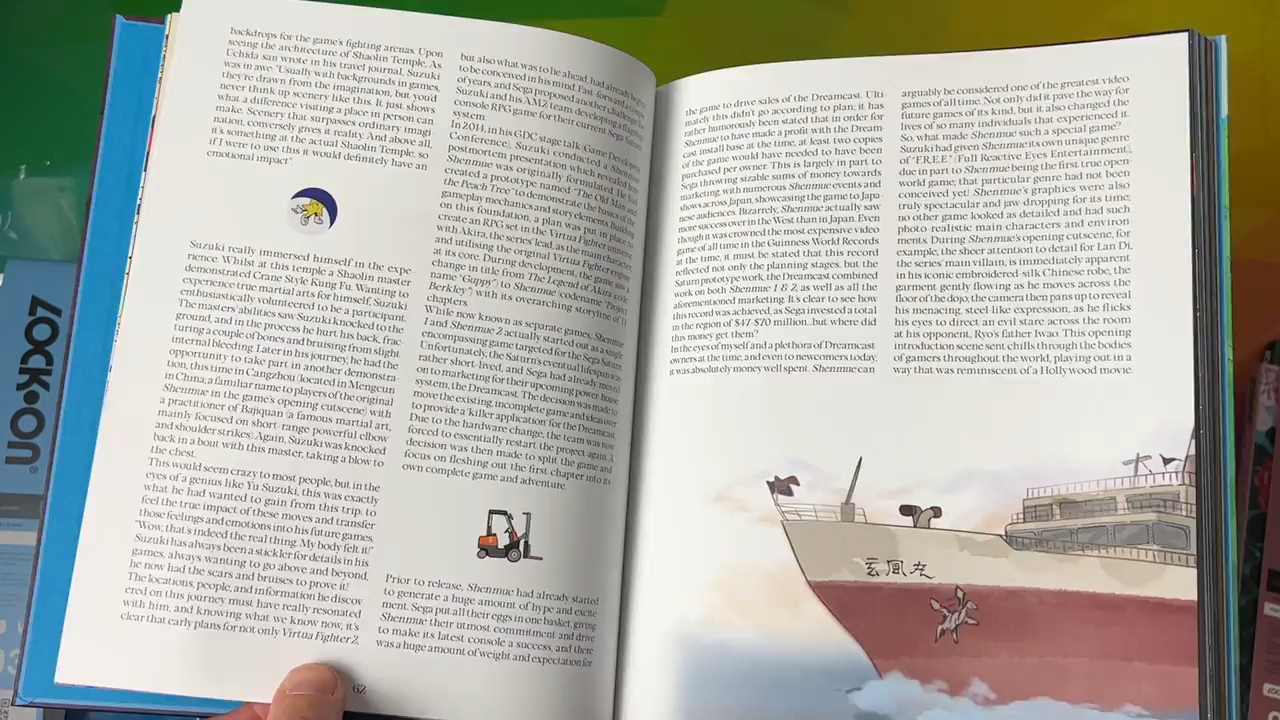 backdrops for the game's fighting arenas. Upon
seeing the architecture of Shaolin Temple, As
Uchida san wrote in his travel journal, Suzuki
was in awe "Usually with backgrounds in games,
they're drawn from the imagination, but you'd
never think up scenery like this. It just shows
what a difference visiting a place in person can
make. Scenery that surpasses ordinary imagi-
nation, conversely gives it reality. And above all,
it's something at the actual Shaolin Temple, so
if I were to use this it would definitely have an
emotional impact".
Suzuki really immersed himself in the expe-
rience. Whilst at this temple a Shaolin master
demonstrated Crane Style Kung Fu. Wanting to
experience true martial arts for himself, Suzuki
enthusiastically volunteered to be a participant.
The masters' abilities saw Suzuki knocked to the
ground, and in the process he hurt his back, frac-
turing a couple of bones and bruising from slight
internal bleeding. Later in his journey, he had the
opportunity to take part in another demonstra-
tion, this time in Cangzhou (located in Mengcun
in China, a familiar name to players of the original
Shenmue in the game's opening cutscene) with
a practitioner of Bajiquan (a famous martial art,
mainly focused on short-range powerful elbow
and shoulder strikes). Again, Suzuki was knocked
back in a bout with this master, taking a blow to
the chest.
This would seem crazy to most people, but in the
eyes of a genius like Yu Suzuki, this was exactly
what he had wanted to gain from this trip: to
feel the true impact of these moves and transfer
those feelings and emotions into his future games.
"Wow, that's indeed the real thing. My body felt it!"
Suzuki has always been a stickler for details in his
games, always wanting to go above and beyond,
he now had the scars and bruises to prove it!
The locations, people, and information he discov
ered on this journey must have really resonated
with him, and knowing what we know now, it's
clear that early plans for not only Virtua Fighter 2,
but also what was to lie ahead, had already begun
to be conceived in his mind. Fast-forward a couple
of years, and Sega proposed another challenge for
Suzuki and his AM2 team: developing a flagship
console RPG game for their current Sega Saturn
system.
In 2014, in his GDC stage talk (Game Developers
Conference), Suzuki conducted a Shenmue
postmortem presentation which revealed how
Shenmue was originally formulated. He had
created a prototype named "The Old Man and
the Peach Tree" to demonstrate the basics of the
gameplay mechanics and story elements. Building
on this foundation, a plan was put in place to
create an RPG set in the Virtua Fighter universe
with Akira, the series' lead, as the main character,
and utilising the original Virtua Fighter engine
at its core. During development, the game saw a
change in title from The Legend of Akira (code
name "Guppy") to Shenmue (codename "Project
Berkley") with its overarching storyline of 11
chapters.
While now known as separate games, Shenmue
1 and Shenmue 2 actually started out as a single
encompassing game targeted for the Sega Saturn.
Unfortunately, the Saturn's eventual lifespan was
rather short-lived, and Sega had already moved
on to marketing for their upcoming power-house
system, the Dreamcast. The decision was made to
move the existing, incomplete game and ideas over
to provide a 'killer application' for the Dreamcast.
Due to the hardware change, the team was now
forced to essentially restart the project again. A
decision was then made to split the game and
focus on fleshing out the first chapter into its
own complete game and adventure.
Prior to release, Shenmue had already started
to generate a huge amount of hype and excite
ment. Sega put all their eggs in one basket, giving
Shenmue their utmost commitment and drive
to make its latest console a success, and there
was a huge amount of weight and expectation for
62
the game to drive sales of the Dreamcast. Ulti-
mately this didn't go according to plan; it has
rather humorously been stated that in order for
Shenmue to have made a profit with the Dream-
cast install base at the time, at least two copies
of the game would have needed to have been
purchased per owner. This is largely in part to
Sega throwing sizable sums of money towards
marketing, with numerous Shenmue events and
shows across Japan, showcasing the game to Japa-
nese audiences. Bizarrely, Shenmue actually saw
more success over in the West than in Japan. Even
though it was crowned the most expensive video
game of all time in the Guinness World Records
at the time, it must be stated that this record
reflected not only the planning stages, but the
Saturn prototype work, the Dreamcast combined
work on both Shenmue 1 & 2, as well as all the
aforementioned marketing. It's clear to see how
this record was achieved, as Sega invested a total
in the region of $47-$70 million...but where did
this money get them?
In the eyes of myself and a plethora of Dreamcast
owners at the time, and even to newcomers today,
it was absolutely money well spent. Shenmue can
arguably be considered one of the greatest video
games of all time. Not only did it pave the way for
future games of its kind, but it also changed the
lives of so many individuals that experienced it.
So, what made Shenmue such a special game?
Suzuki had given Shenmue its own unique genre
of "F.R.E.E." (Full Reactive Eyes Entertainment),
due in part to Shenmue being the first true open-
world game; that particular genre had not been
conceived yet! Shenmue's graphics were also
truly spectacular and jaw dropping for its time;
no other game looked as detailed and had such
photo-realistic main characters and environ-
ments. During Shenmue's opening cutscene, for
example, the sheer attention to detail for Lan Di,
the series' main villain, is immediately apparent
in his iconic embroidered-silk Chinese robe, the
garment gently flowing as he moves across the
floor of the dojo; the camera then pans up to reveal
his menacing, steel-like expression, as he flicks
his eyes to direct an evil stare across the room
at his opponent, Ryo's father, Iwao. This opening
introduction scene sent chills through the bodies
of gamers throughout the world, playing out in a
way that was reminiscent of a Hollywood movie.
玄風丸
LOCK·ON